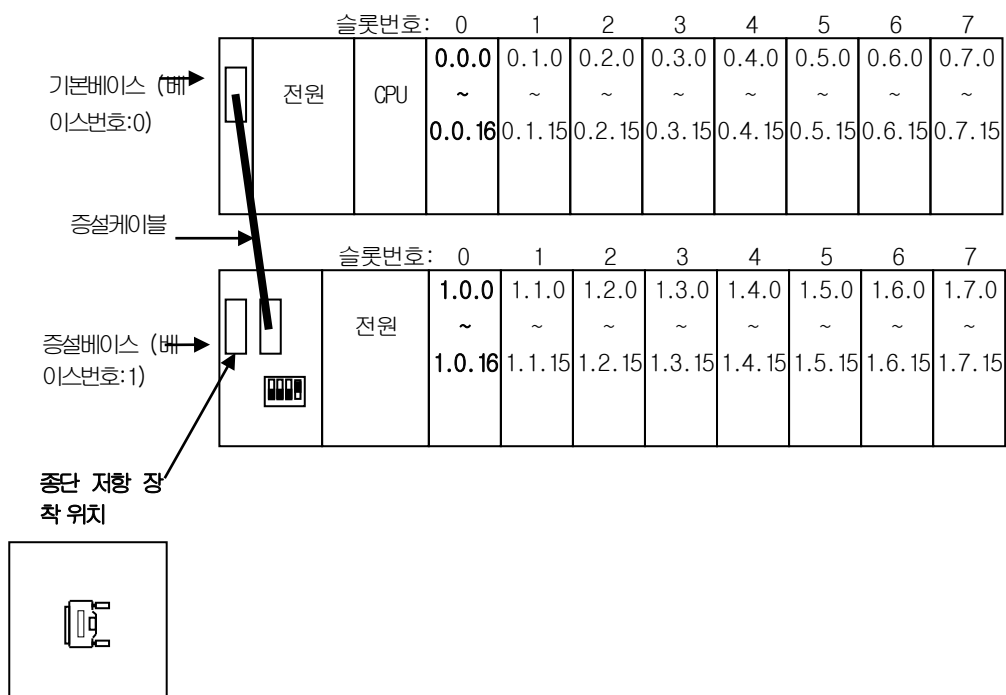 슬롯번호: 0 1 2 3 4 5 6 7
기본베이스 (베
이스번호:0)
전원 CPU
0.0.0 0.1.0 0.2.0 0.3.0 0.4.0 0.5.0 0.6.0 0.7.0
~ ~ ~ ~ ~ ~ ~ ~
0.0.16 0.1.15 0.2.15 0.3.15 0.4.15 0.5.15 0.6.15 0.7.15
증설케이블
슬롯번호: 0 1 2 3 4 5 6 7
증설베이스 (베
이스번호:1)
전원
1.0.0 1.1.0 1.2.0 1.3.0 1.4.0 1.5.0 1.6.0 1.7.0
~ ~ ~ ~ ~ ~ ~ ~
1.0.16 1.1.15 1.2.15 1.3.15 1.4.15 1.5.15 1.6.15 1.7.15
종단 저항 장
착 위치